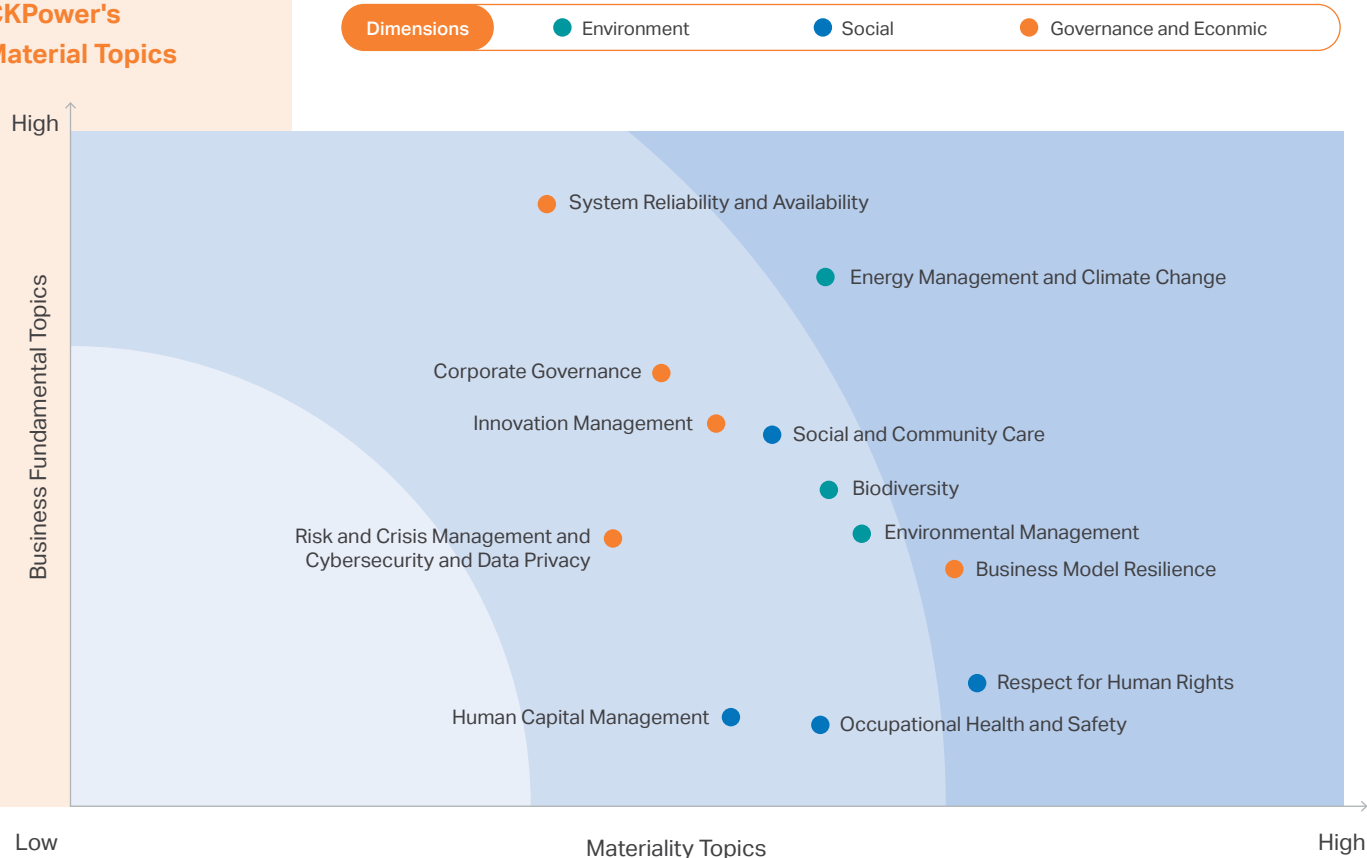 CKPower's
Material Topics
Dimensions
Environment
Social
Governance and Econmic
High
Business Fundamental Topics
System Reliability and Availability
Energy Management and Climate Change
Corporate Governance
Innovation Management
Social and Community Care
Biodiversity
Environmental Management
Risk and Crisis Management and
Cybersecurity and Data Privacy
Business Model Resilience
Respect for Human Rights
Human Capital Management
Occupational Health and Safety
Low
Materiality Topics
High